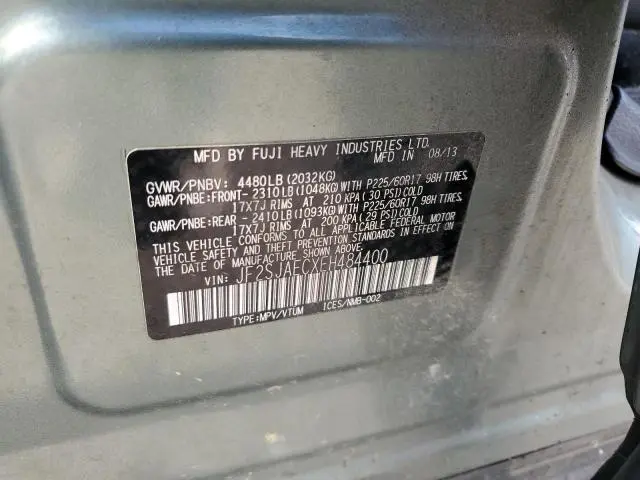 MFD BY FUJI HEAVY INDUSTRIES LTD.
MFD IN 08/13
GVWR/PNBV: 4480LB (2032KG)
GAWR/PNBE:FRONT-2310LB(1048KG)WITH P225/60R17 98H TIRES,
17X7J RIMS AT 210 KPA(30 PSI)COLD
GAWR/PNBE:REAR -2410LB(1093KG)WITH P225/60R17 98H TIRES,
17X7J RIMS AT 200 KPA(29 PSI)COLD
THIS VEHICLE CONFORMS TO ALL APPLICABLE FEDERAL MOTOR
VEHICLE SAFETY STANDARDS IN EFFECT ON
THE DATE OF MANUFACTURE SHOWN ABOVE.
VIN: JF2SJAECXEH484400
TYPE:MPV/VTUM ICES/NMB-002